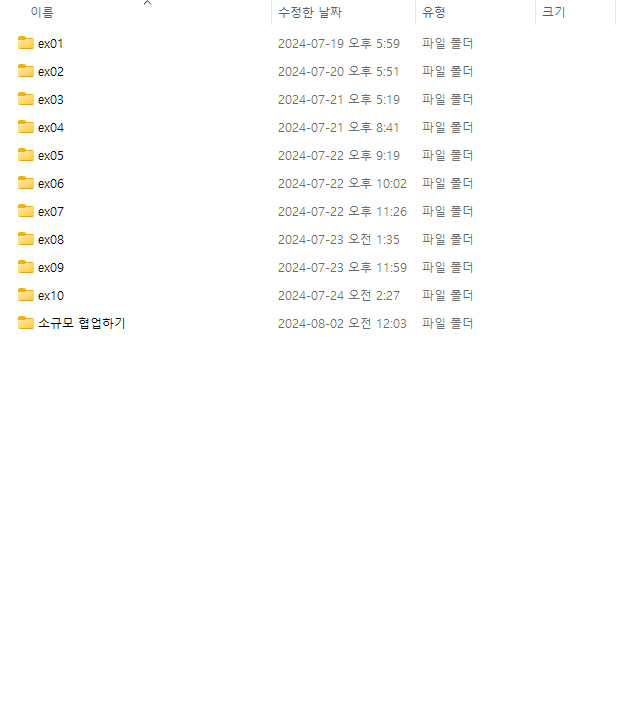 이름 수정한 날짜 유형 크기
ex01 2024-07-19 오후 5:59 파일 폴더
ex02 2024-07-20 오후 5:51 파일 폴더
ex03 2024-07-21 오후 5:19 파일 폴더
ex04 2024-07-21 오후 8:41 파일 폴더
ex05 2024-07-22 오후 9:19 파일 폴더
ex06 2024-07-22 오후 10:02 파일 폴더
ex07 2024-07-22 오후 11:26 파일 폴더
ex08 2024-07-23 오전 1:35 파일 폴더
ex09 2024-07-23 오후 11:59 파일 폴더
ex10 2024-07-24 오전 2:27 파일 폴더
소규모 협업하기 2024-08-02 오전 12:03 파일 폴더